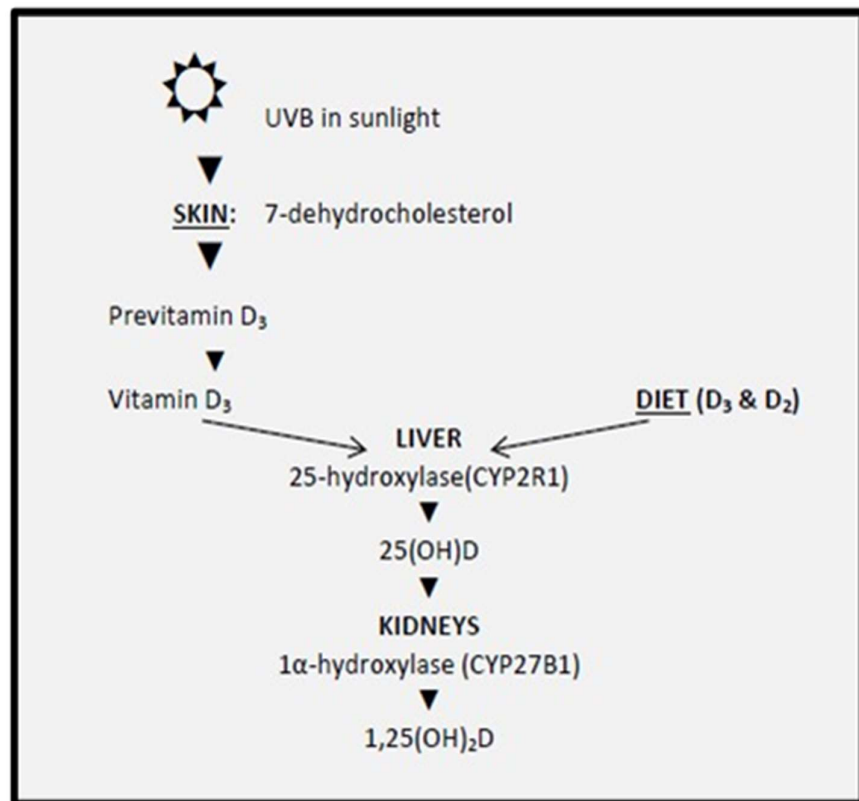 UVB in sunlight
SKIN: 7-dehydrocholesterol
Previtamin D₃
Vitamin D₃
DIET (D₃ & D₂)
LIVER
25-hydroxylase(CYP2R1)
25(OH)D
KIDNEYS
1α-hydroxylase (CYP27B1)
1,25(OH)₂D